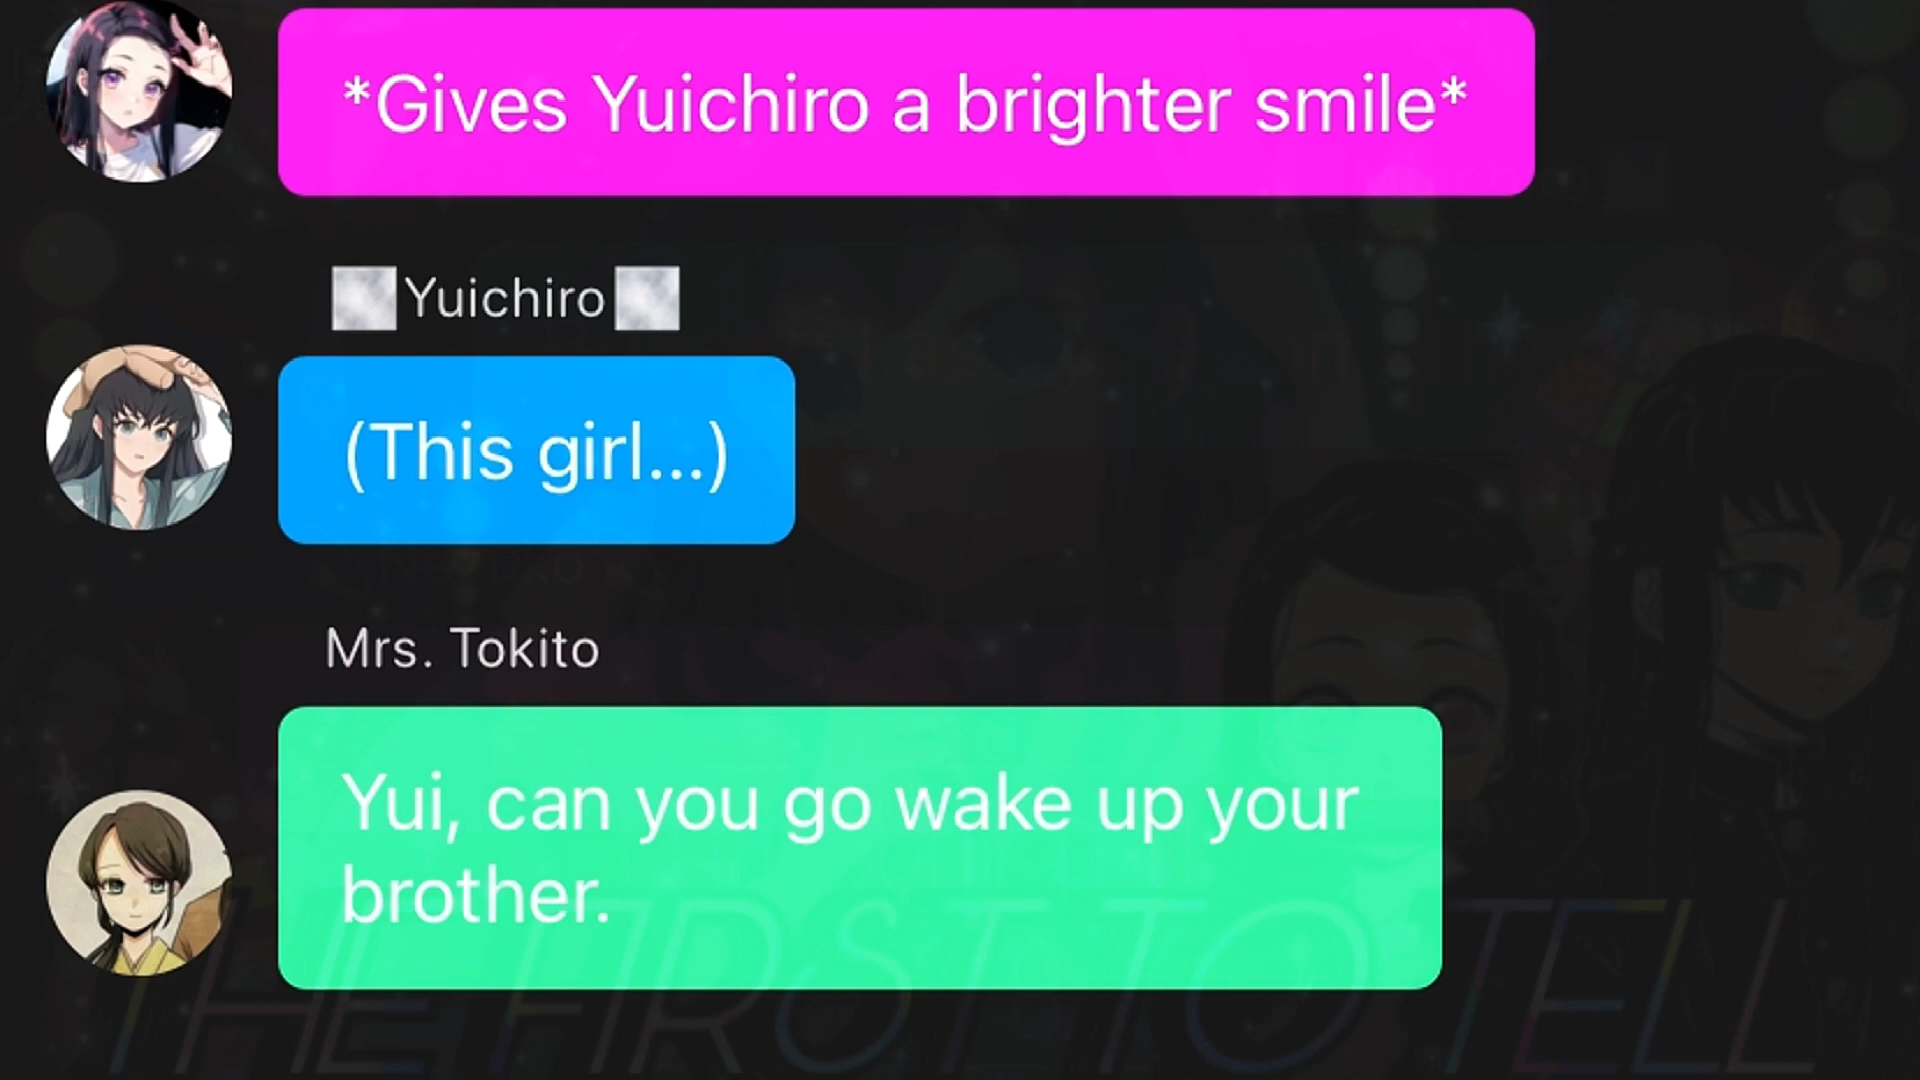 *Gives Yuichiro a brighter smile*
Yuichiro
(This girl...)
Mrs. Tokito
Yui, can you go wake up your
brother.
THE FIRST TO TELL